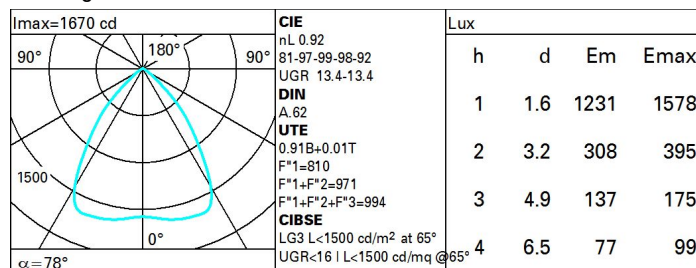 Imax=1670 cd
90°
180°
90°
1500
0°
α=78°
CIE
nL 0.92
81-97-99-98-92
UGR 13.4-13.4
DIN
A.62
UTE
0.91B+0.01T
F"1=810
F"1+F"2=971
F"1+F"2+F"3=994
CIBSE
LG3 L<1500 cd/m² at 65°
UGR<16 | L<1500 cd/mq @65°
Lux
h d Em Emax
1 1.6 1231 1578
2 3.2 308 395
3 4.9 137 175
4 6.5 77 99